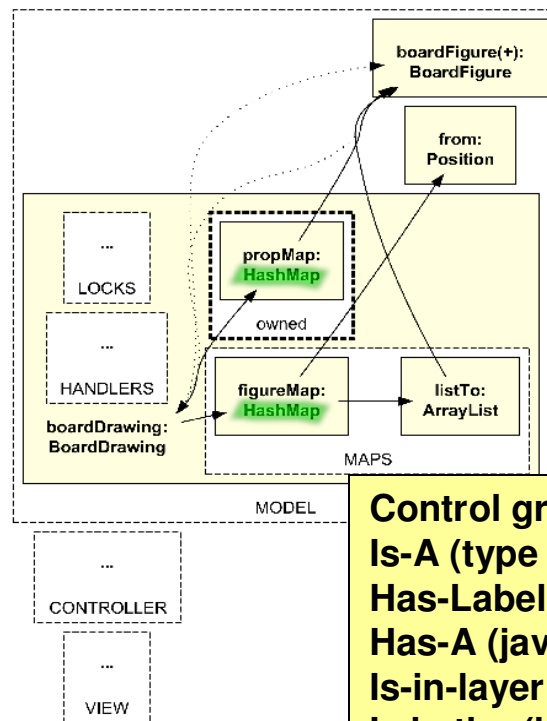 boardFigure(+):
BoardFigure
from:
Position
...
LOCKS
propMap:
HashMap
owned
...
HANDLERS
figureMap:
HashMap
listTo:
ArrayList
boardDrawing:
BoardDrawing
MAPS
MODEL
...
CONTROLLER
...
VIEW
Control gr
Is-A (type
Has-Label
Has-A (jav
Is-in-layer